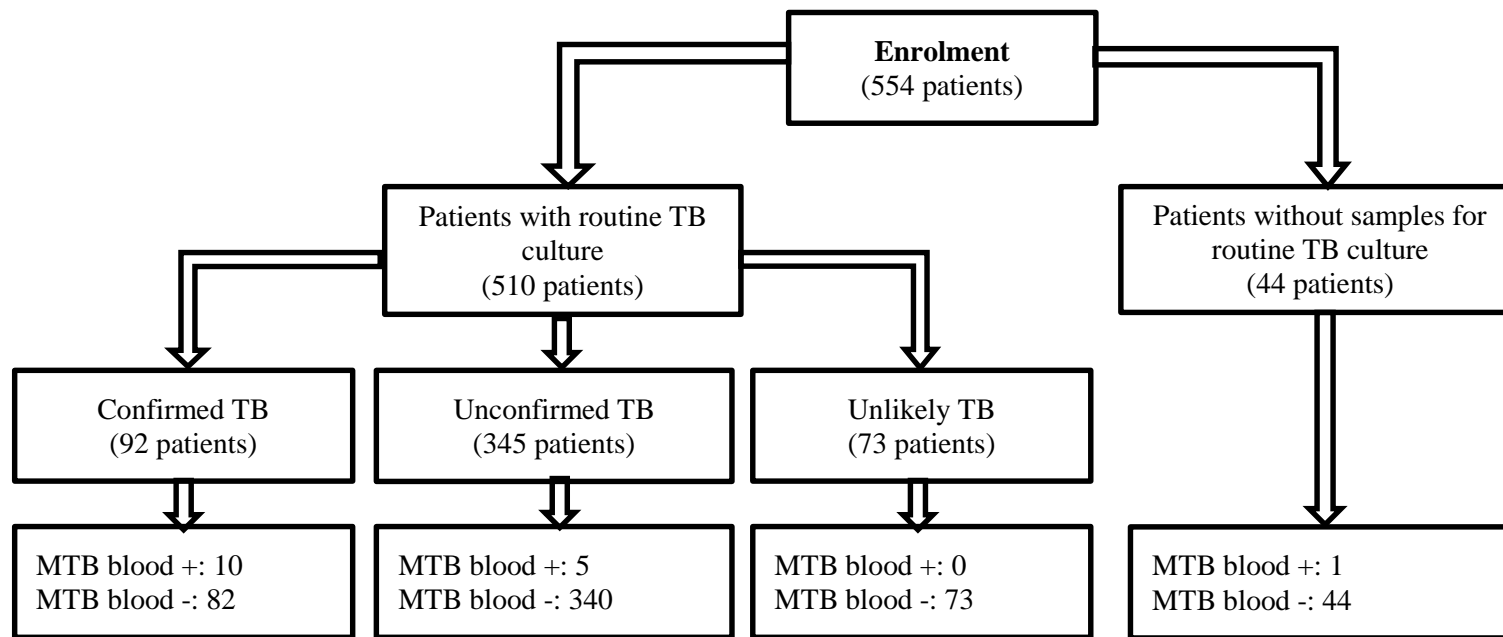 Enrolment
(554 patients)
Patients with routine TB
culture
(510 patients)
Patients without samples for
routine TB culture
(44 patients)
Confirmed TB
(92 patients)
Unconfirmed TB
(345 patients)
Unlikely TB
(73 patients)
MTB blood +: 10
MTB blood -: 82
MTB blood +: 5
MTB blood -: 340
MTB blood +: 0
MTB blood -: 73
MTB blood +: 1
MTB blood -: 44